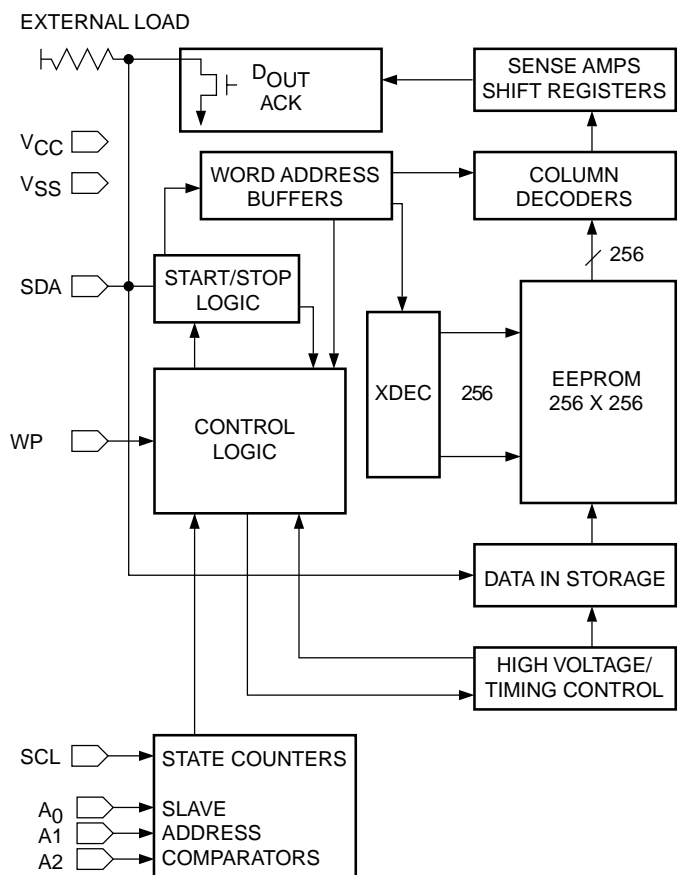 EXTERNAL LOAD
DOUT
ACK
SENSE AMPS
SHIFT REGISTERS
VCC
VSS
WORD ADDRESS
BUFFERS
COLUMN
DECODERS
256
SDA
START/STOP
LOGIC
XDEC
256
EEPROM
256 X 256
WP
CONTROL
LOGIC
DATA IN STORAGE
HIGH VOLTAGE/
TIMING CONTROL
SCL
STATE COUNTERS
A0
SLAVE
A1
ADDRESS
A2
COMPARATORS